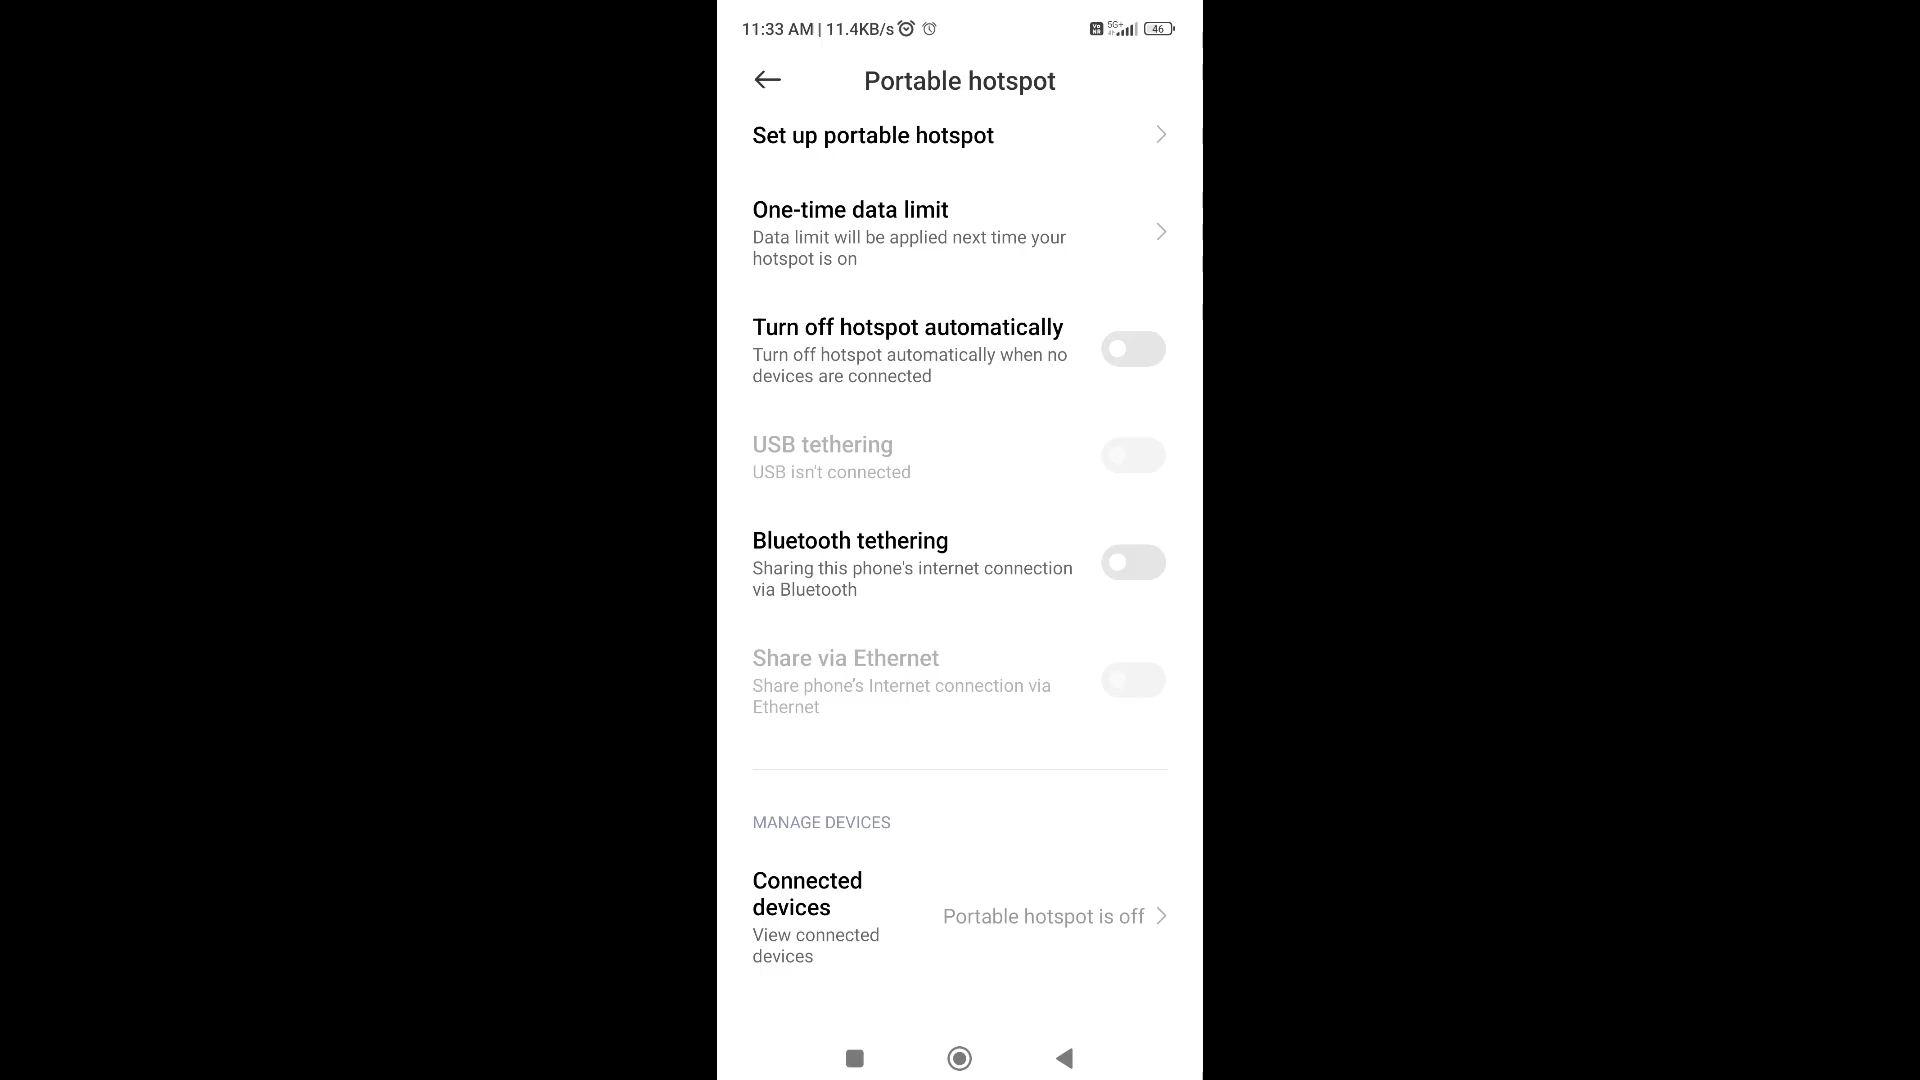 11:33 AM | 11.4KB/s
5G+
46
Portable hotspot
Set up portable hotspot
One-time data limit
Data limit will be applied next time your
hotspot is on
Turn off hotspot automatically
Turn off hotspot automatically when no
devices are connected
USB tethering
USB isn't connected
Bluetooth tethering
Sharing this phone's internet connection
via Bluetooth
Share via Ethernet
Share phone’s Internet connection via
Ethernet
MANAGE DEVICES
Connected
devices
Portable hotspot is off
View connected
devices